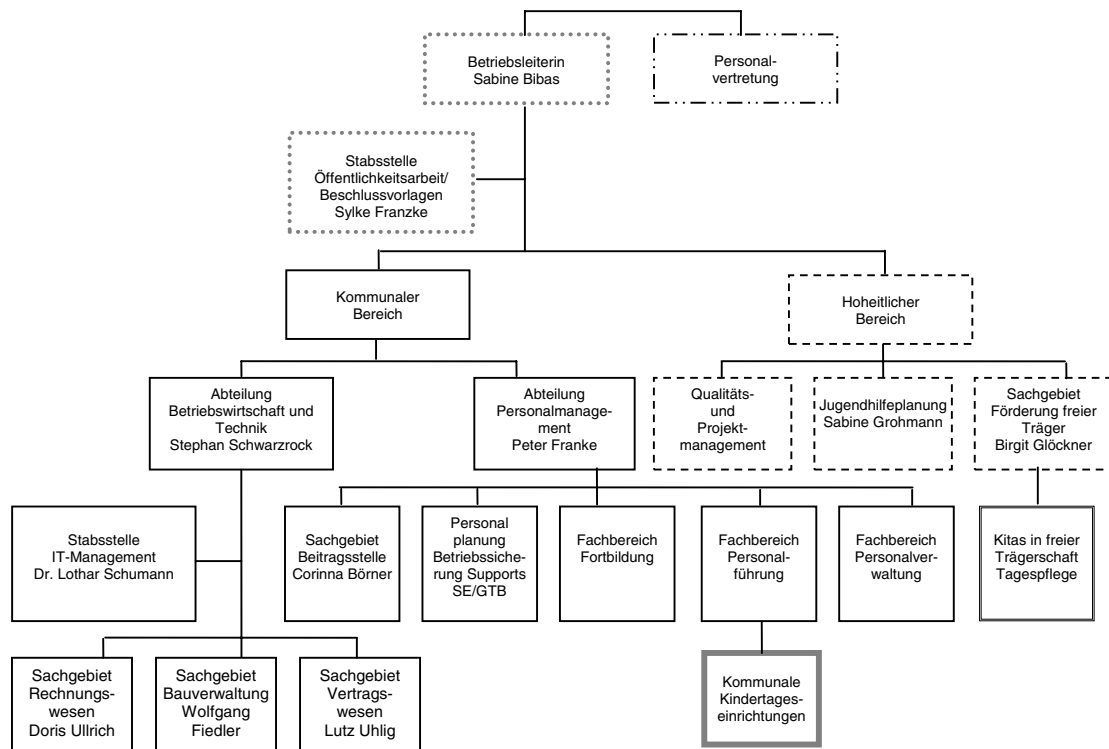 Betriebsleiterin
Sabine Bibas
Personal-
vertretung
Stabsstelle
Öffentlichkeitsarbeit/
Beschlussvorlagen
Sylke Franzke
Kommunaler
Bereich
Hoheitlicher
Bereich
Abteilung
Betriebswirtschaft und
Technik
Stephan Schwarzrock
Abteilung
Personalmanage-
ment
Peter Franke
Qualitäts-
und
Projekt-
management
Jugendhilfeplanung
Sabine Grohmann
Sachgebiet
Förderung freier
Träger
Birgit Glöckner
Stabsstelle
IT-Management
Dr. Lothar Schumann
Sachgebiet
Beitragsstelle
Corinna Börner
Personal
planung
Betriebssiche-
rung Supports
SE/GTB
Fachbereich
Fortbildung
Fachbereich
Personal-
führung
Fachbereich
Personalver-
waltung
Kitas in freier
Trägerschaft
Tagespflege
Sachgebiet
Rechnungs-
wesen
Doris Ullrich
Sachgebiet
Bauverwaltung
Wolfgang
Fiedler
Sachgebiet
Vertrags-
wesen
Lutz Uhlig
Kommunale
Kindertages-
einrichtungen